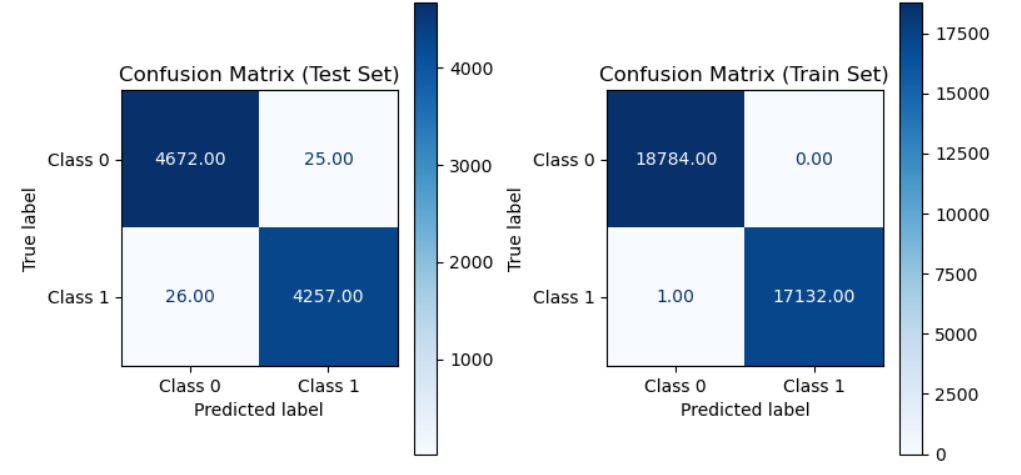 Confusion Matrix (Test Set)
Class 0
4672.00 25.00
Class 1
26.00 4257.00
Class 0 Class 1
Predicted label
True label
4000
3000
2000
1000
Confusion Matrix (Train Set)
Class 0
18784.00 0.00
Class 1
1.00 17132.00
Class 0 Class 1
Predicted label
True label
17500
15000
12500
10000
7500
5000
2500
0